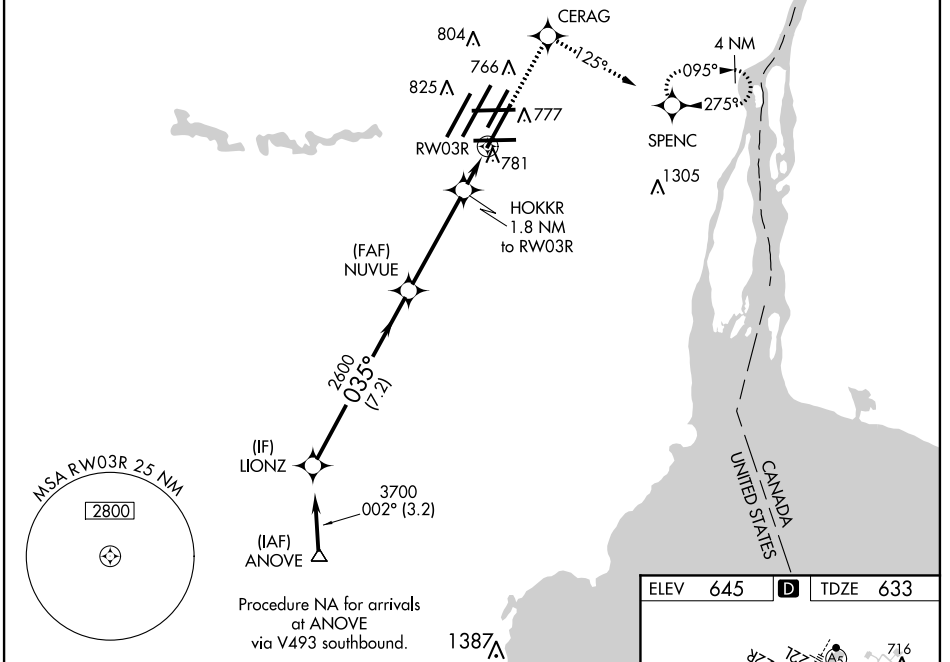 CERAG
804
4 NM
125°
766
095°
825
777
275°
RW03R
SPENC
781
1305
HOKKR
1.8 NM
to RW03R
(FAF)
NUVUE
2600
035°
(7.2)
(IF)
LIONZ
MSA RW03R 25 NM
2800
3700
002° (3.2)
(IAF)
ANOVE
CANADA
UNITED STATES
Procedure NA for arrivals
at ANOVE
via V493 southbound.
1387
ELEV 645 D TDZE 633
716
22R
22L
A5